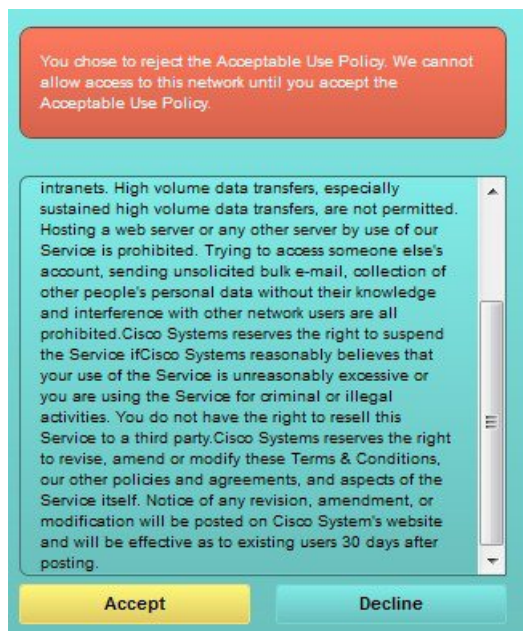 You chose to reject the Acceptable Use Policy. We cannot
allow access to this network until you accept the
Acceptable Use Policy.
intranets. High volume data transfers, especially
sustained high volume data transfers, are not permitted.
Hosting a web server or any other server by use of our
Service is prohibited. Trying to access someone else's
account, sending unsolicited bulk e-mail, collection of
other people's personal data without their knowledge
and interference with other network users are all
prohibited.Cisco Systems reserves the right to suspend
the Service ifCisco Systems reasonably believes that
your use of the Service is unreasonably excessive or
you are using the Service for criminal or illegal
activities. You do not have the right to resell this
Service to a third party.Cisco Systems reserves the right
to revise, amend or modify these Terms & Conditions,
our other policies and agreements, and aspects of the
Service itself. Notice of any revision, amendment, or
modification will be posted on Cisco System's website
and will be effective as to existing users 30 days after
posting.
Accept
Decline